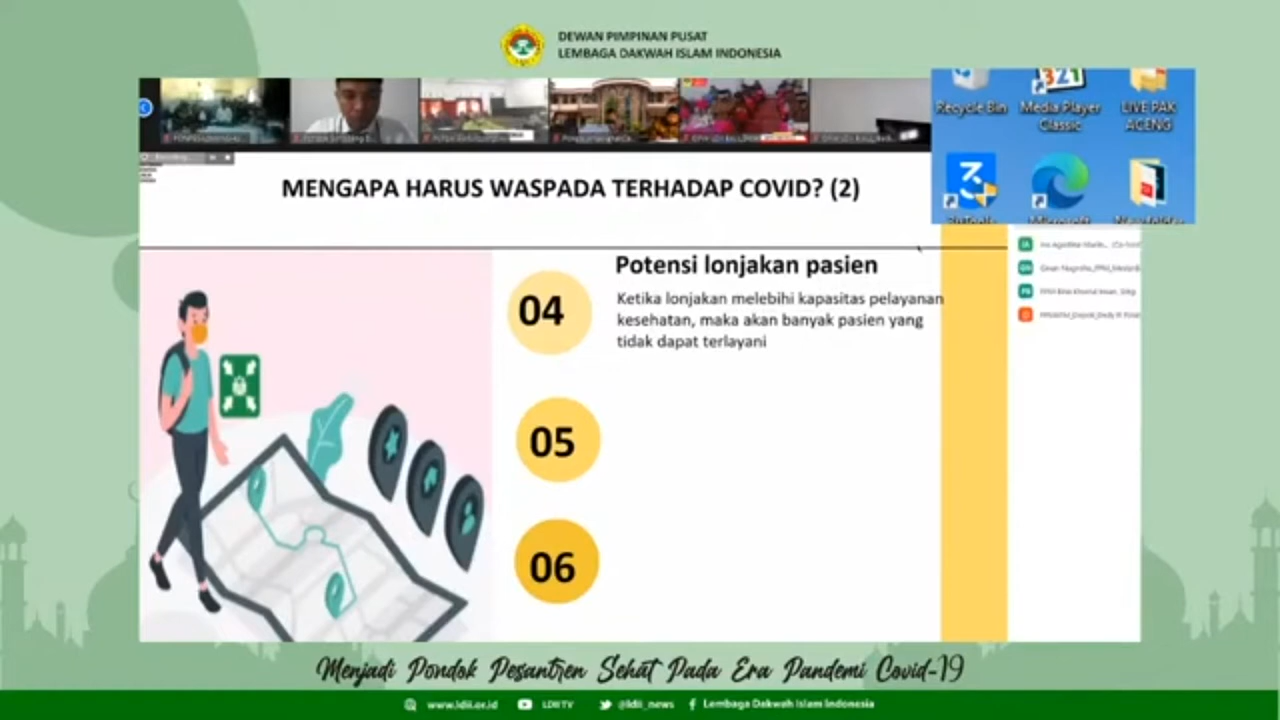 DEWAN PIMPINAN PUSAT
LEMBAGA DAKWAH ISLAM INDONESIA
Recycle Bin
Media Player
Classic
LIVE PAK
ACENG
321
MENGAPA HARUS WASPADA TERHADAP COVID? (2)
04
Potensi lonjakan pasien
Ketika lonjakan melebihi kapasitas pelayanan
kesehatan, maka akan banyak pasien yang
tidak dapat terlayani
05
06
Menjadi Pondok Pesantren Sehat Pada Era Pandemi Covid-19
www.ldii.or.id
LDII TV
@ldii_news
Lembaga Dakwah Islam Indonesia